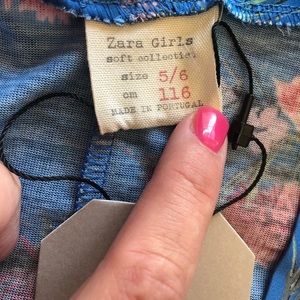 Zara Girls
soft collecti
size 5/6
cm 116
MADE IN PORTUGAL